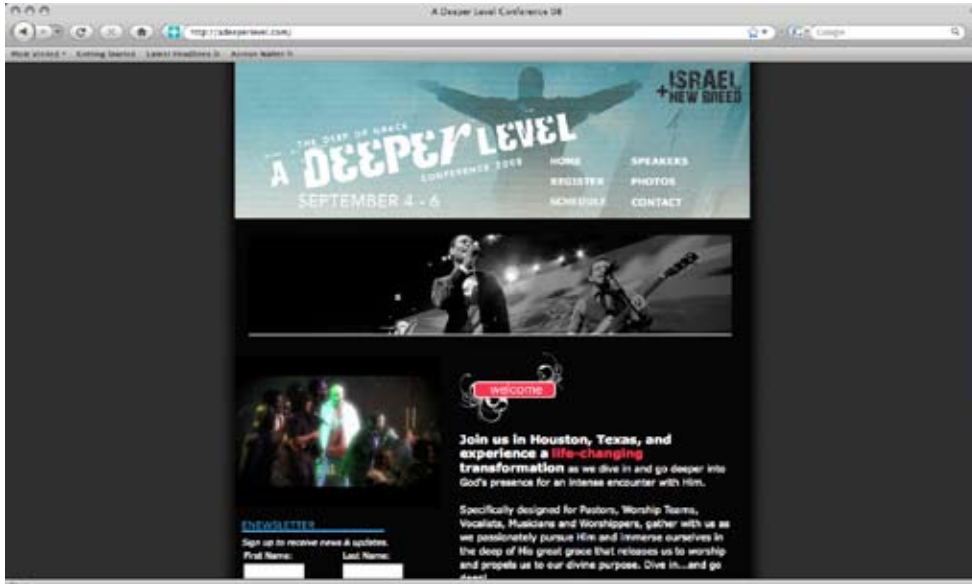 A Deeper Level Conference 08
http://adeeperlevel.com/
Google
Most Visited Getting Started Latest Headlines
ISRAEL
+NEW BREED
THE DEEP OF GRACE
A DEEPER LEVEL
CONFERENCE 2008
SEPTEMBER 4 - 6
HOME SPEAKERS
REGISTER PHOTOS
SCHEDULE CONTACT
welcome
Join us in Houston, Texas, and
experience a life-changing
transformation as we dive in and go deeper into
God's presence for an intense encounter with Him.
Specifically designed for Pastors, Worship Teams,
Vocalists, Musicians and Worshippers, gather with us as
we passionately pursue Him and immerse ourselves in
the deep of His great grace that releases us to worship
and propels us to our divine purpose. Dive in...and go
deep!
ENEWSLETTER
Sign up to receive news & updates.
First Name: Last Name: